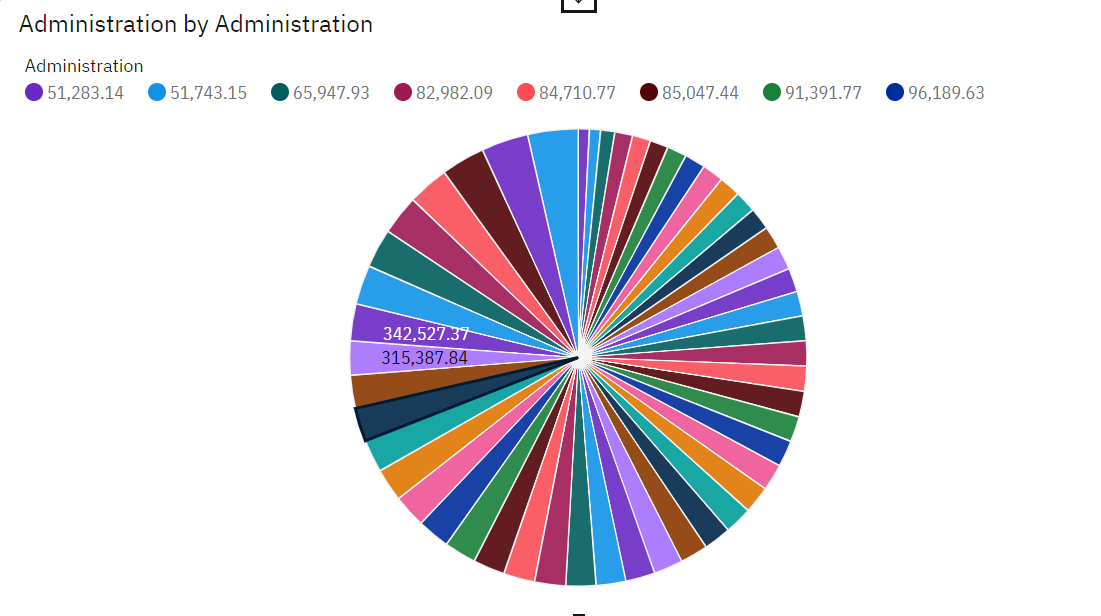 Administration by Administration
Administration
51,283.14 51,743.15 65,947.93 82,982.09 84,710.77 85,047.44 91,391.77 96,189.63
342,527.37
315,387.84